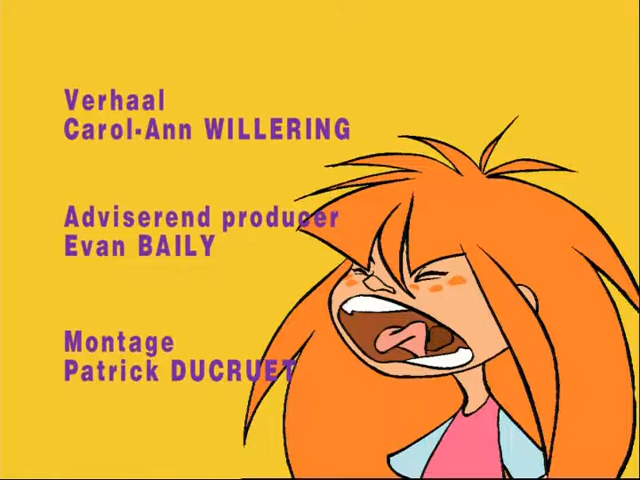 Verhaal
Carol-Ann WILLERING
Adviserend producer
Evan BAILY
Montage
Patrick DUCRUET